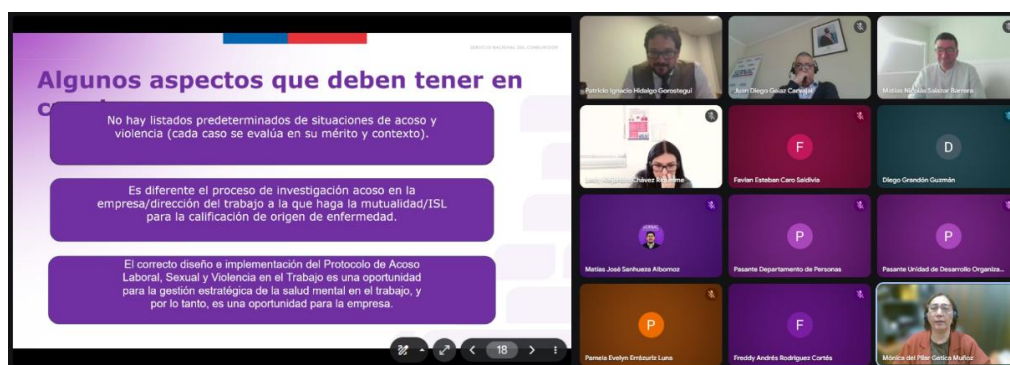 SERVICIO NACIONAL DEL CONSUMIDOR
Algunos aspectos que deben tener en
No hay listados predeterminados de situaciones de acoso y
violencia (cada caso se evalúa en su mérito y contexto).
Es diferente el proceso de investigación acoso en la
empresa/dirección del trabajo a la que haga la mutualidad/ISL
para la calificación de origen de enfermedad.
El correcto diseño e implementación del Protocolo de Acoso
Laboral, Sexual y Violencia en el Trabajo es una oportunidad
para la gestión estratégica de la salud mental en el trabajo, y
por lo tanto, es una oportunidad para la empresa.
18
Patricio Ignacio Hidalgo Gorostegui
Juan Diego Carvajal
Matías Nicolás Salazar Barrera
Chávez
F
Favian Esteban Caro Saldivia
D
Diego Grandón Guzmán
Matías José Sanhueza Albornoz
P
Pasante Departamento de Personas
P
Pasante Unidad de Desarrollo Organiza...
P
Pamela Evelyn Errázuriz Luna
F
Freddy Andrés Rodríguez Cortés
Mónica del Pilar Gatica Muñoz